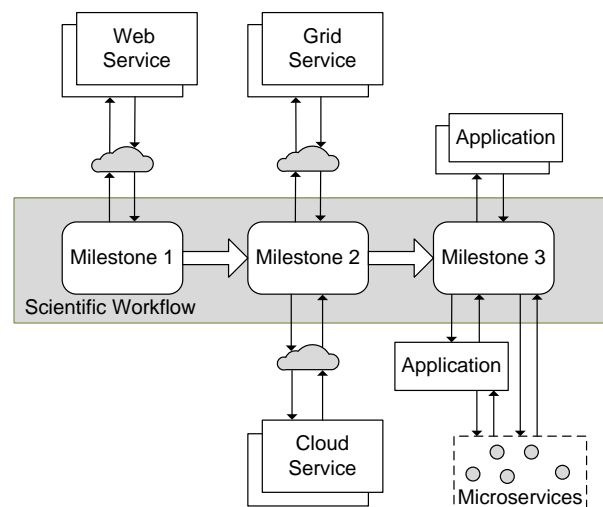 Web
Service
Grid
Service
Application
Milestone 1
Milestone 2
Milestone 3
Scientific Workflow
Application
Cloud
Service
Microservices